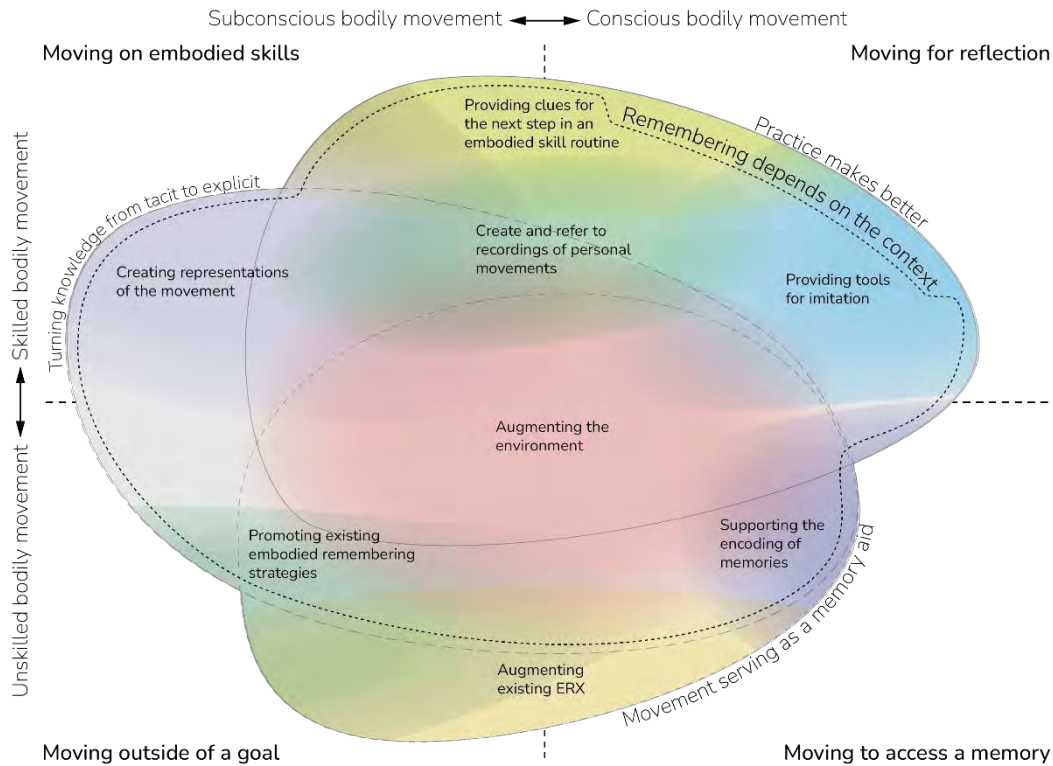 Subconscious bodily movement
Conscious bodily movement
Moving on embodied skills
Moving for reflection
Skilled bodily movement
Unskilled bodily movement
Turning knowledge from tacit to explicit
Practice makes better
Remembering depends on the context
Providing clues for
the next step in an
embodied skill routine
Create and refer to
recordings of personal
movements
Creating representations
of the movement
Providing tools
for imitation
Augmenting the
environment
Promoting existing
embodied remembering
strategies
Supporting the
encoding of
memories
Augmenting
existing ERX
Movement serving as a memory aid
Moving outside of a goal
Moving to access a memory